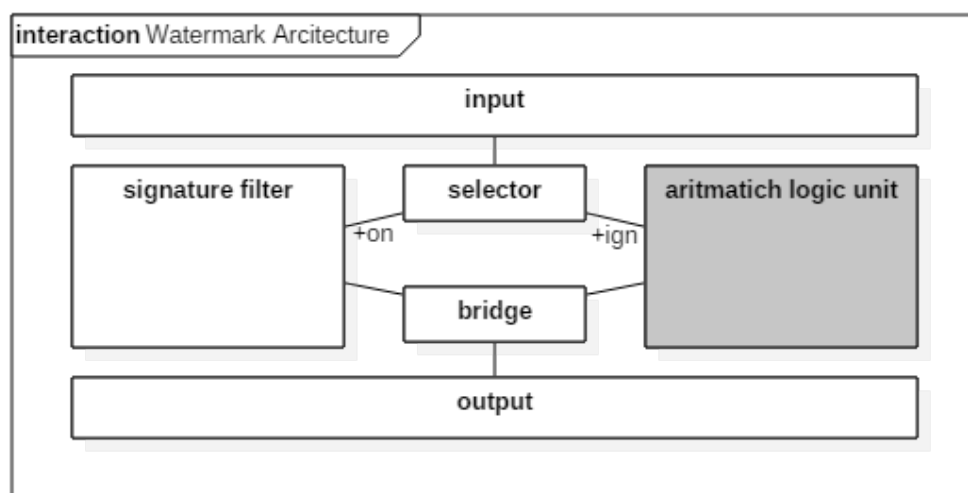 interaction Watermark Arcitecture
input
signature filter
selector
aritmatich logic unit
+on
+ign
bridge
output